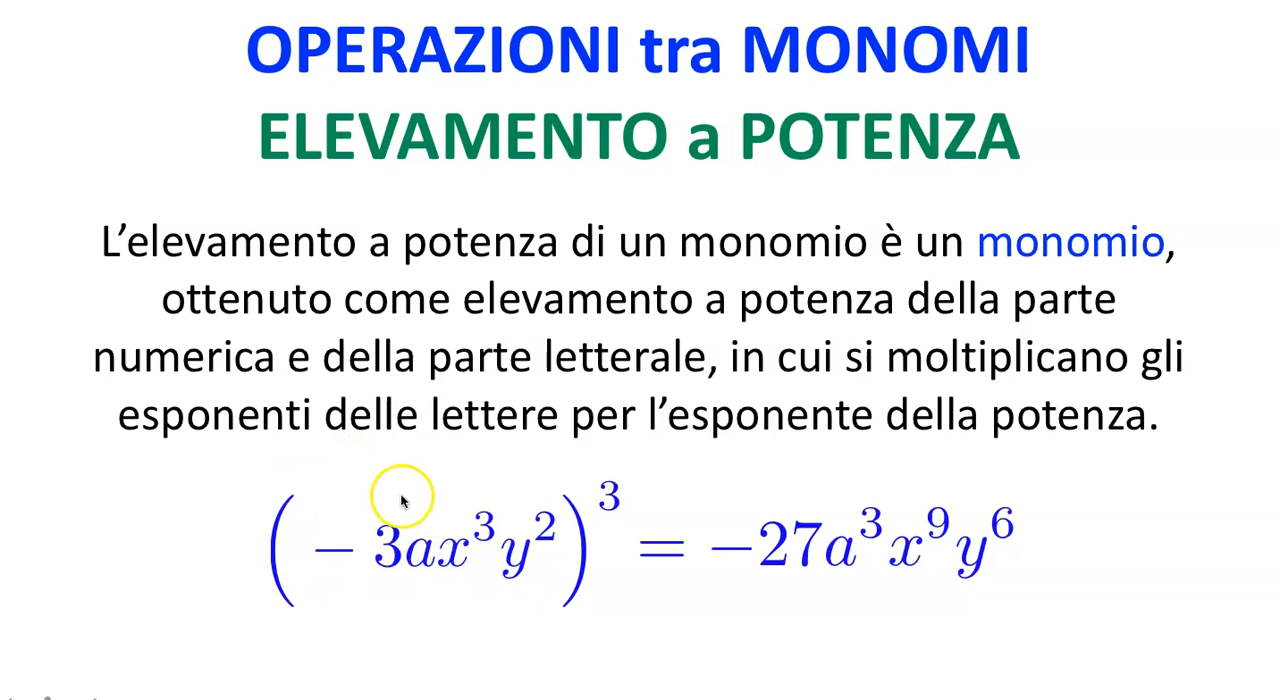 OPERAZIONI tra MONOMI
ELEVAMENTO a POTENZA
L’elevamento a potenza di un monomio è un monomio,
ottenuto come elevamento a potenza della parte
numerica e della parte letterale, in cui si moltiplicano gli
esponenti delle lettere per l’esponente della potenza.
(−3ax³y²)³ = −27a³x⁹y⁶